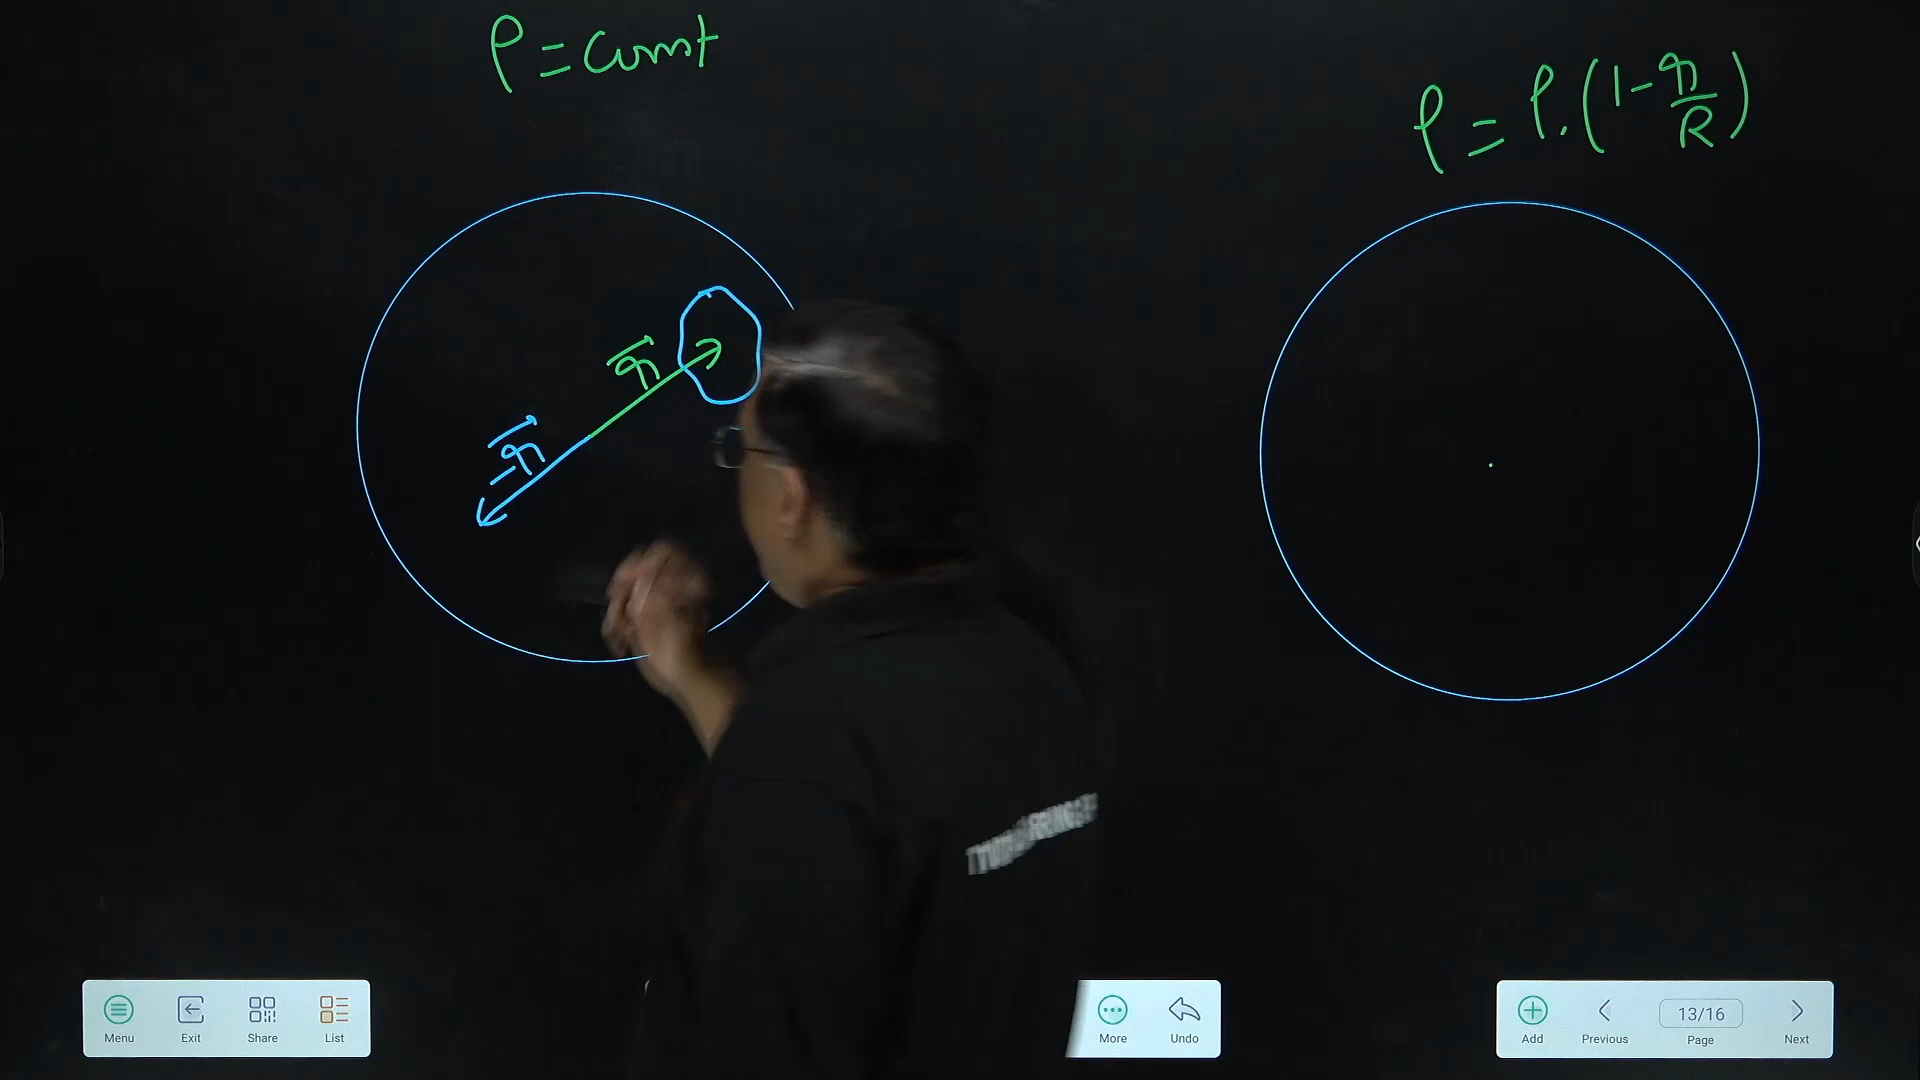 ρ = const
ρ = ρ₀(1 - r/R)
r⃗
-r⃗
Menu
Exit
Share
List
More
Undo
Add
Previous
13/16
Page
Next